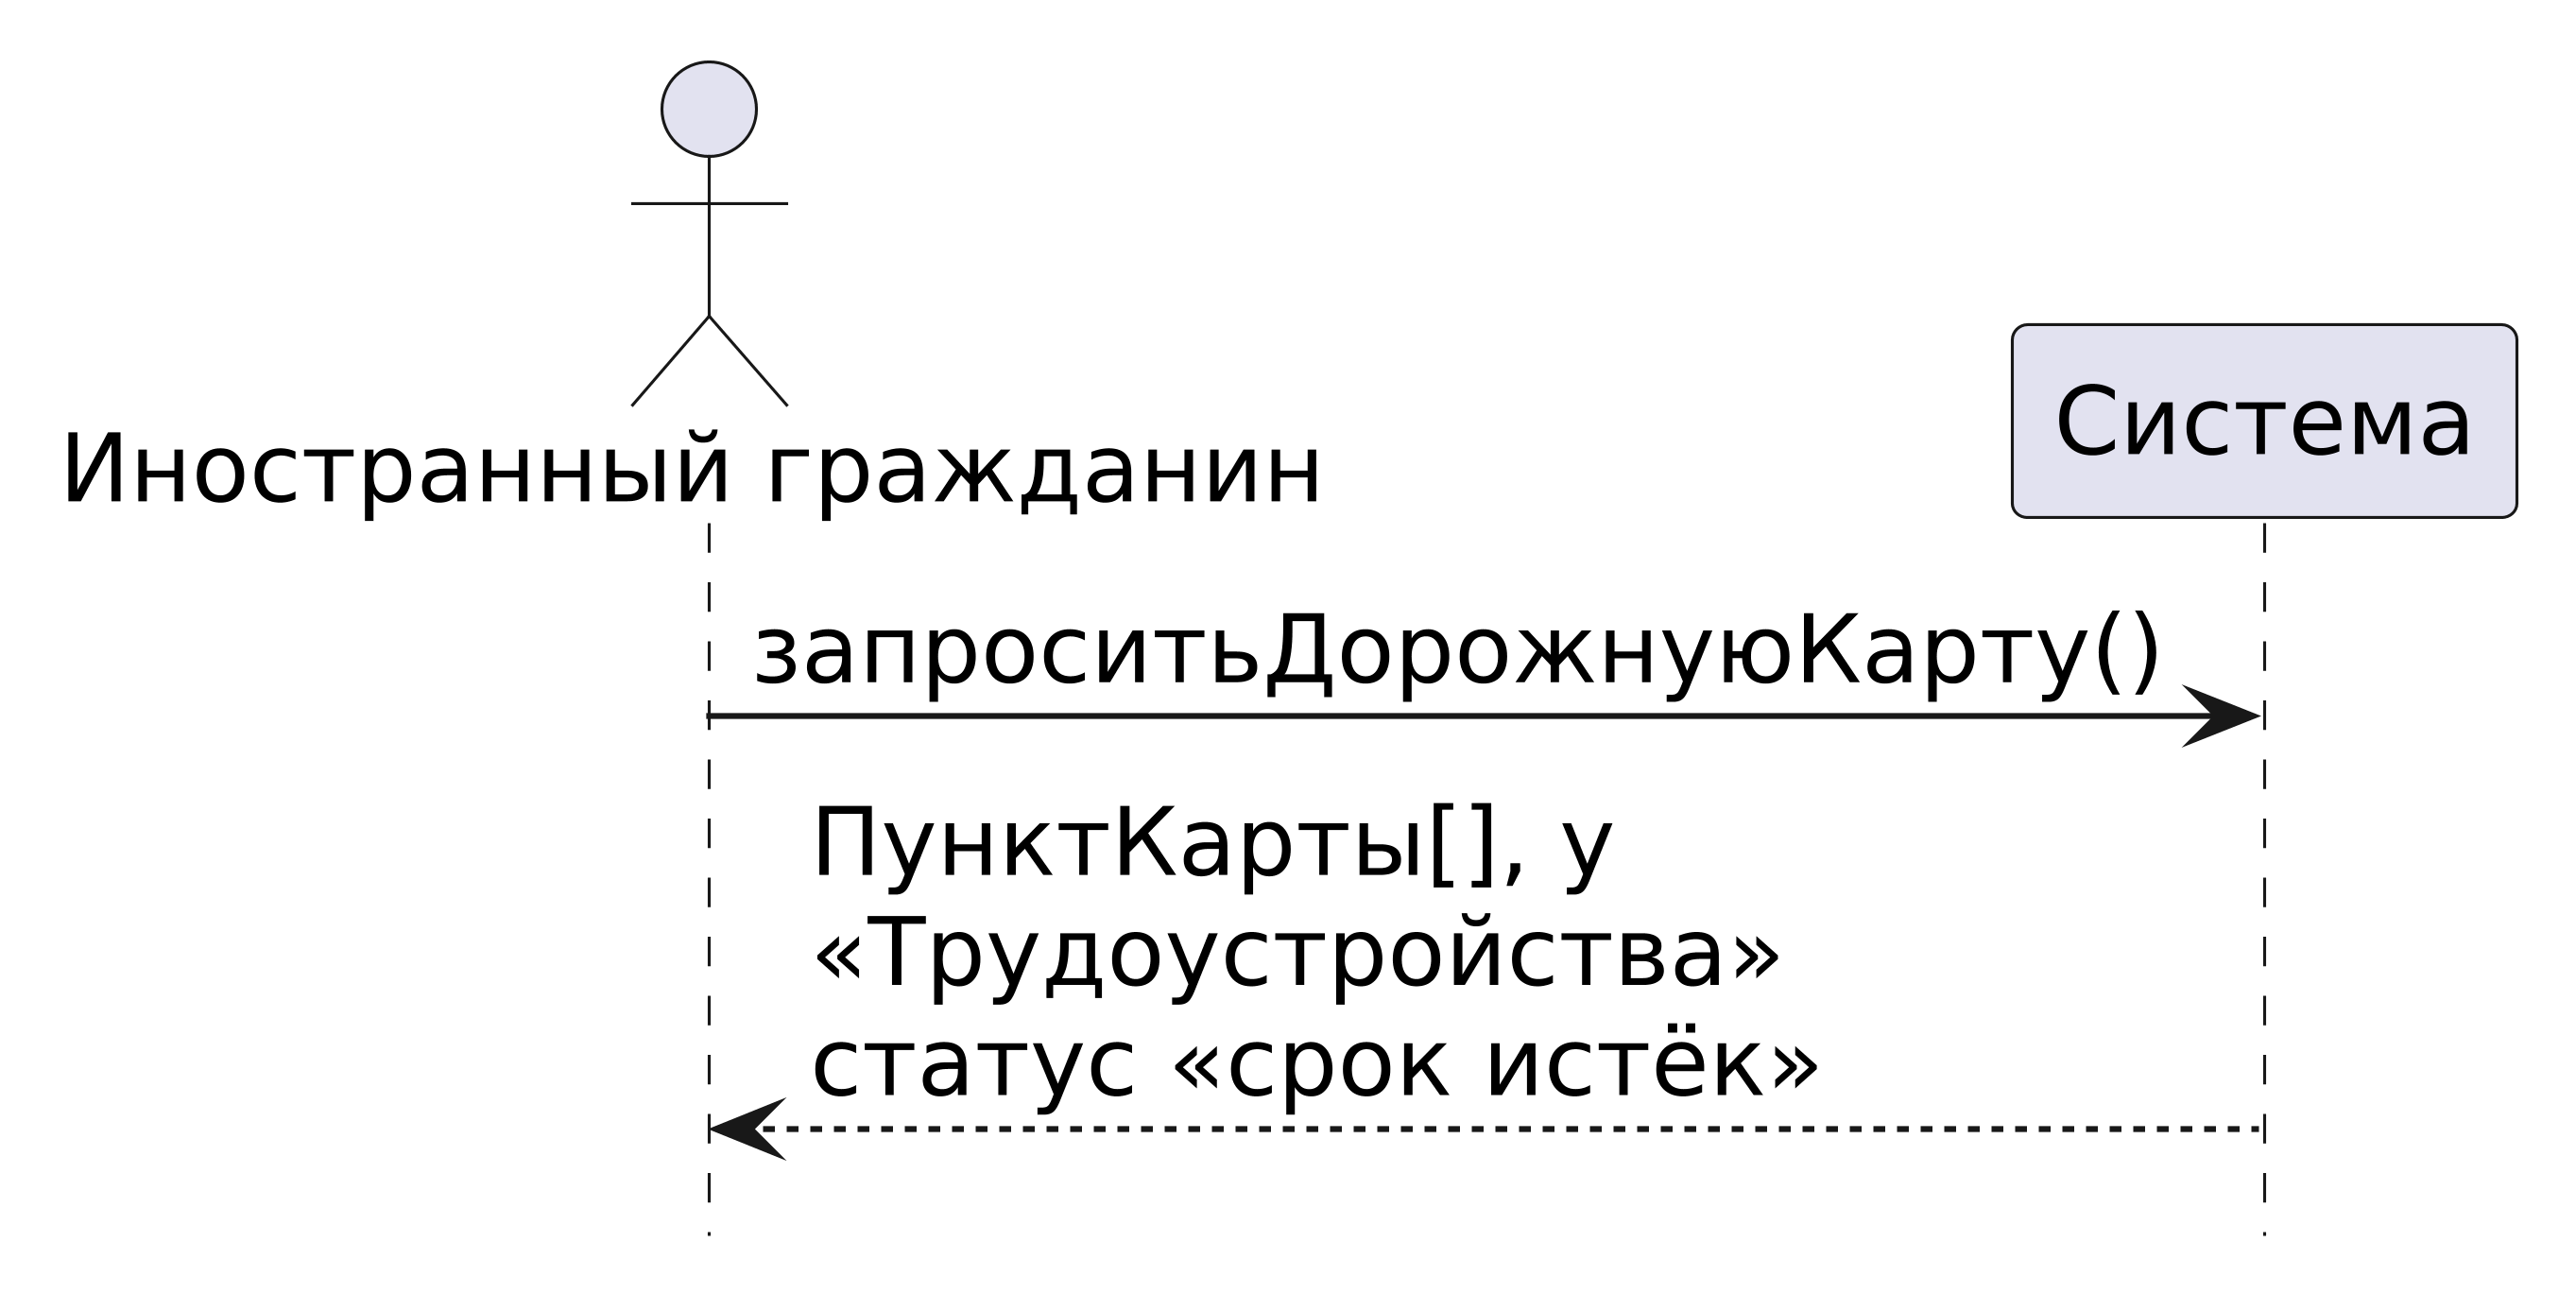 Иностранный гражданин
Система
запроситьДорожнуюКарту()
ПунктКарты[], у
«Трудоустройства»
статус «срок истёк»